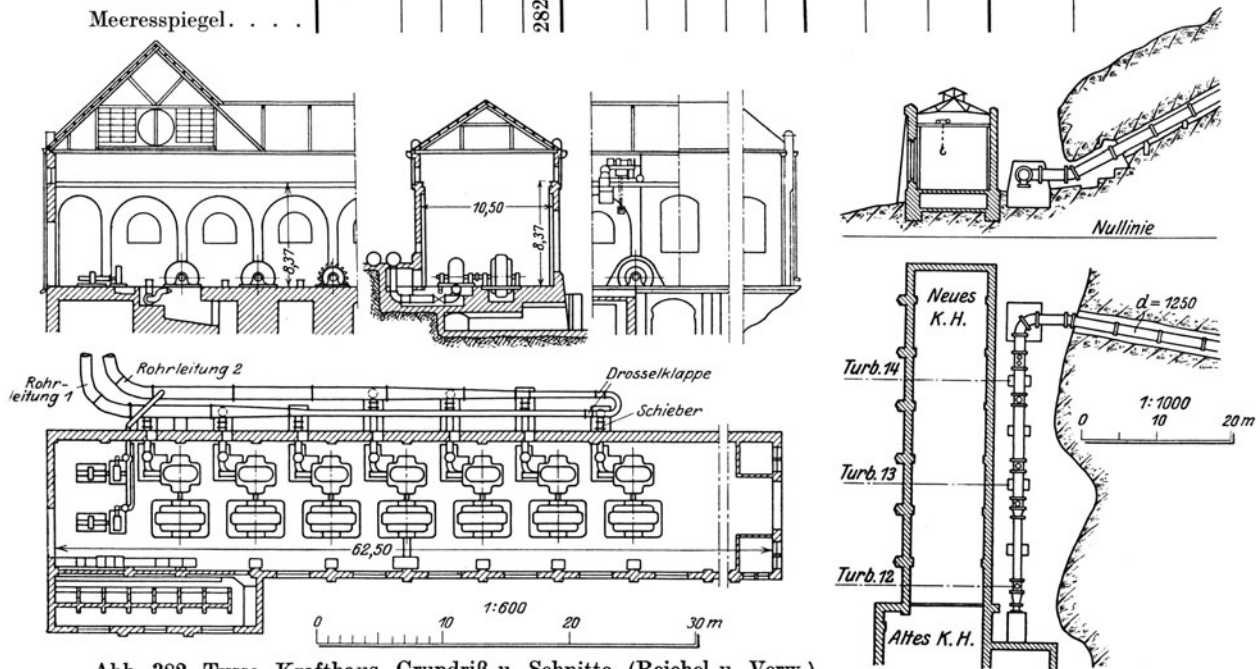 Meeresspiegel. . . .
282
8,37
10,50
8,37
Nullinie
Rohr-
leitung 1
Rohrleitung 2
Drosselklappe
Schieber
62,50
1:600
0 10 20 30 m
Neues
K.H.
d = 1250
Turb. 14
Turb. 13
Turb. 12
Altes K.H.
1:1000
0 10 20 m
Abb. 382. Tysse, Krafthaus, Grundriß u. Schnitte. (Reichel u. Verw.)